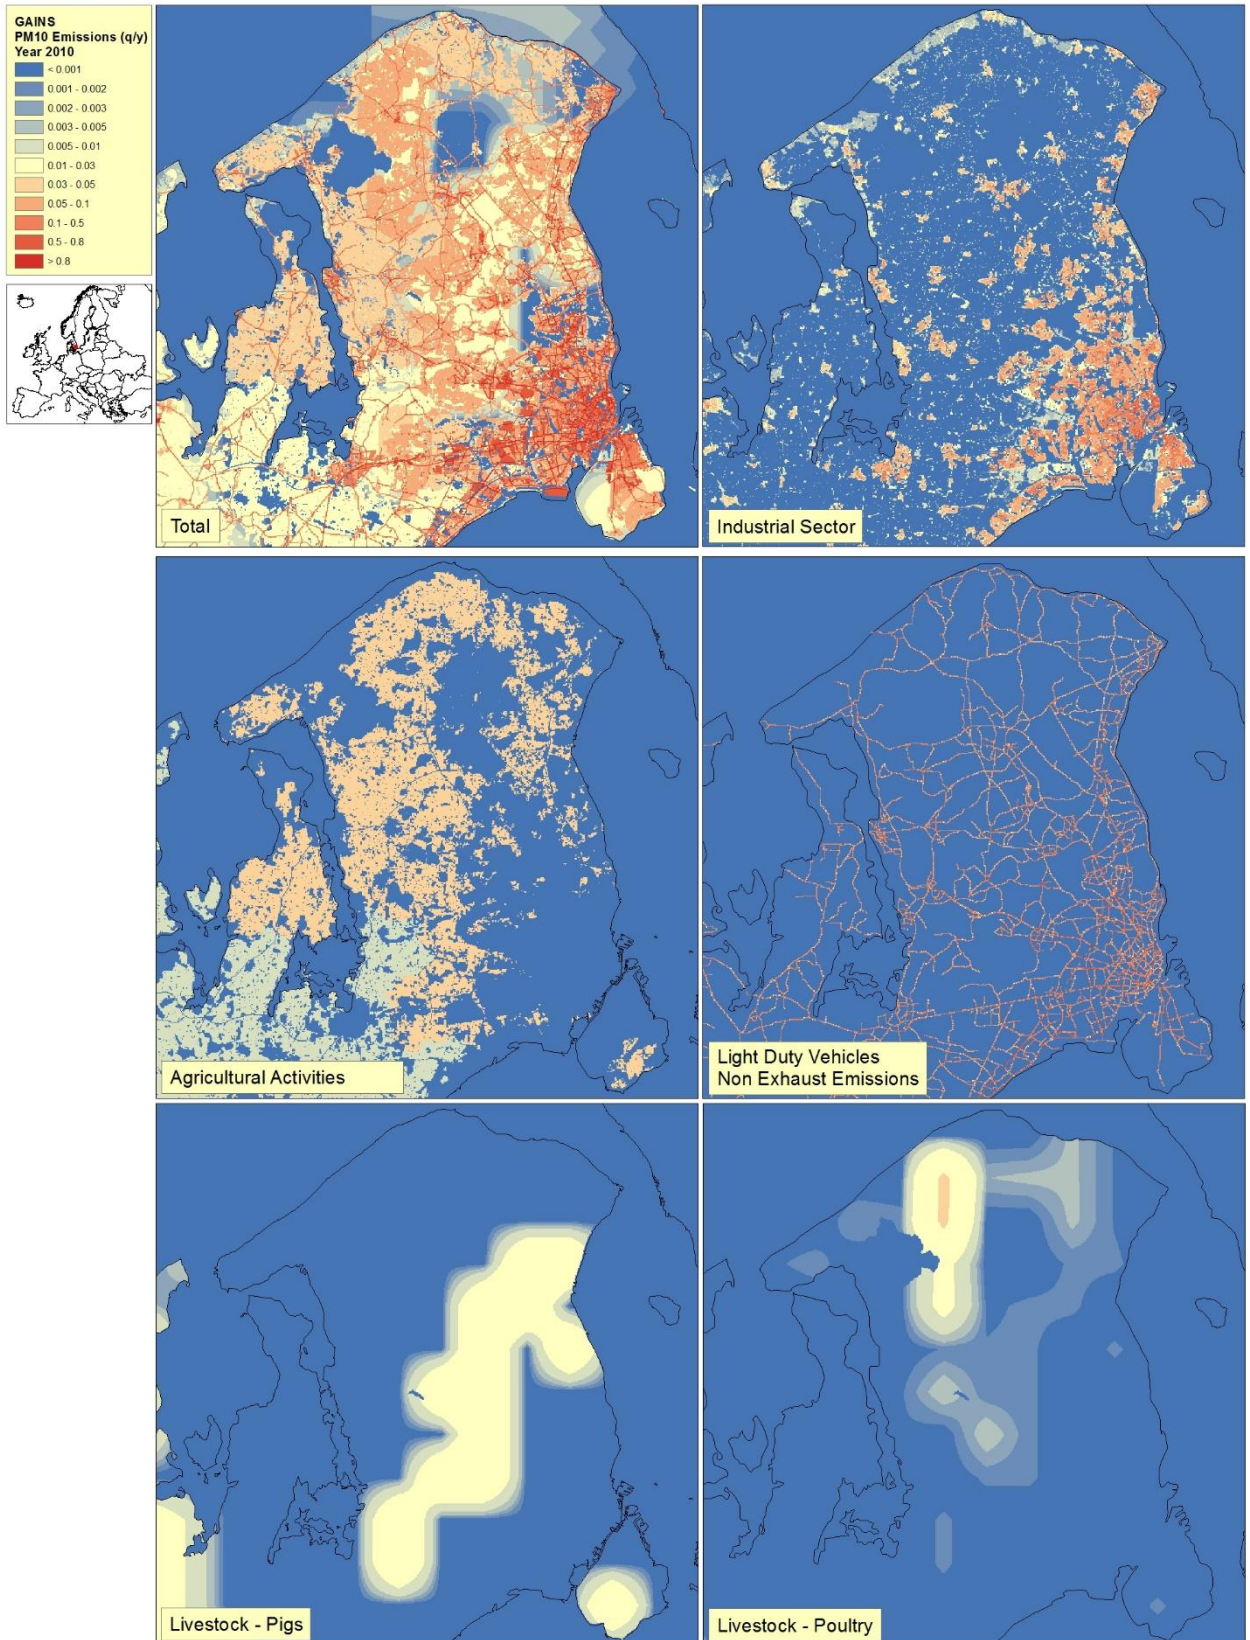 GAINS
PM10 Emissions (q/y)
Year 2010
< 0.001
0.001 - 0.002
0.002 - 0.003
0.003 - 0.005
0.005 - 0.01
0.01 - 0.03
0.03 - 0.05
0.05 - 0.1
0.1 - 0.5
0.5 - 0.8
> 0.8
Total
Industrial Sector
Agricultural Activities
Light Duty Vehicles
Non Exhaust Emissions
Livestock - Pigs
Livestock - Poultry